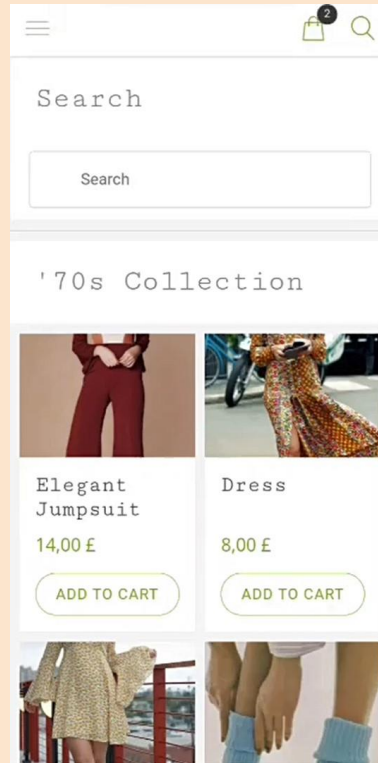 2
Search
Search
'70s Collection
Elegant
Jumpsuit
14,00 £
ADD TO CART
Dress
8,00 £
ADD TO CART